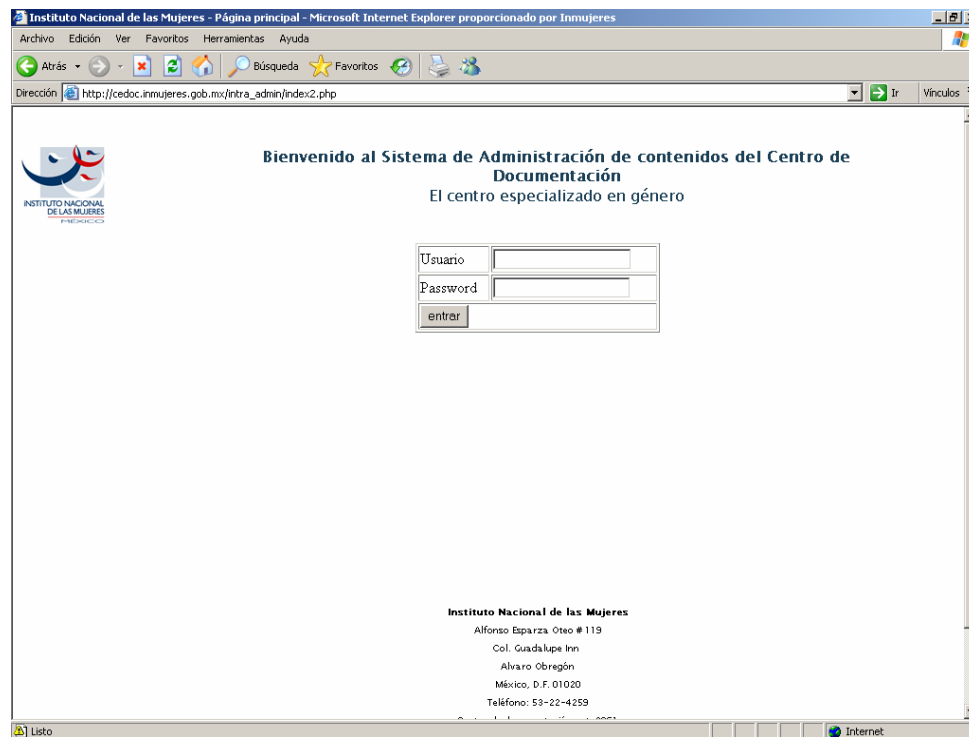 Instituto Nacional de las Mujeres - Página principal - Microsoft Internet Explorer proporcionado por Inmujeres
Archivo Edición Ver Favoritos Herramientas Ayuda
Atrás Búsqueda Favoritos
Dirección http://cedoc.inmujeres.gob.mx/intra_admin/index2.php Ir Vínculos
INSTITUTO NACIONAL
DE LAS MUJERES
MÉXICO
Bienvenido al Sistema de Administración de contenidos del Centro de
Documentación
El centro especializado en género
Usuario
Password
entrar
Instituto Nacional de las Mujeres
Alfonso Esparza Oteo # 119
Col. Guadalupe Inn
Alvaro Obregón
México, D.F. 01020
Teléfono: 53-22-4259
Listo Internet